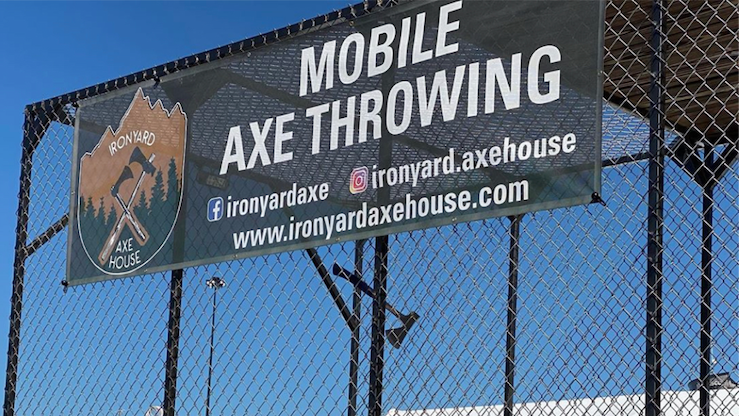 MOBILE
AXE THROWING
IRONYARD
AXE
HOUSE
ironyardaxe
ironyard.axehouse
www.ironyardaxehouse.com